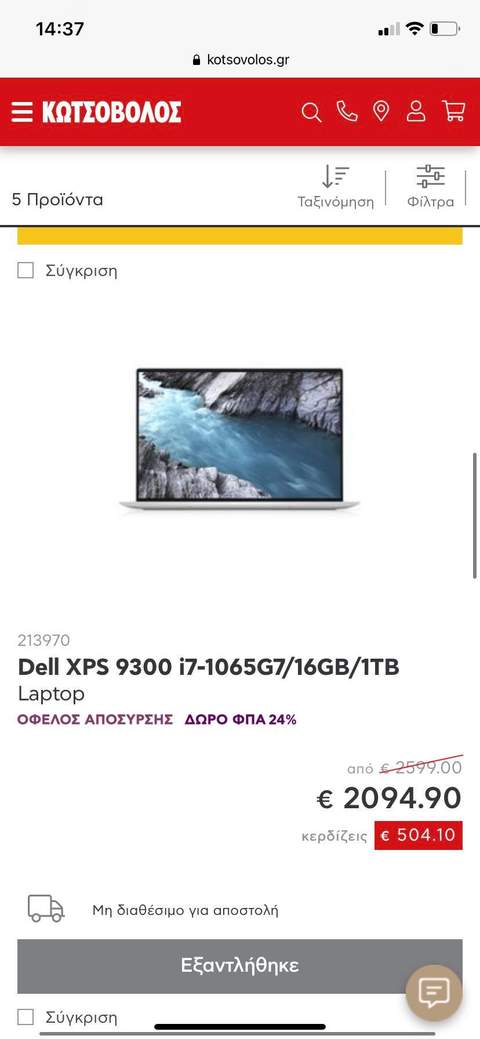 14:37
kotsovolos.gr
ΚΩΤΣΟΒΟΛΟΣ
5 Προϊόντα
Ταξινόμηση
Φίλτρα
Σύγκριση
213970
Dell XPS 9300 i7-1065G7/16GB/1TB
Laptop
ΟΦΕΛΟΣ ΑΠΟΣΥΡΣΗΣ ΔΩΡΟ ΦΠΑ 24%
από € 2599.00
€ 2094.90
κερδίζεις € 504.10
Μη διαθέσιμο για αποστολή
Εξαντλήθηκε
Σύγκριση